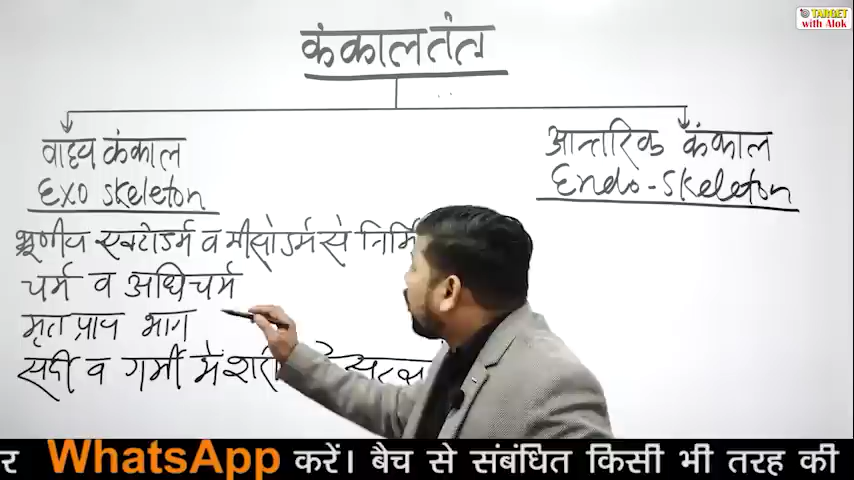 TARGET
with Alok
कंकाल तंत्र
वाह्य कंकाल
Exo skeleton
आन्तरिक कंकाल
Endo-skeleton
भ्रूणीय एक्टोडर्म व मीसोडर्म से निर्मि
चर्म व अधिचर्म
मृत प्राय भाग
सर्दी व गर्मी में
र WhatsApp करें। बैच से संबंधित किसी भी तरह की